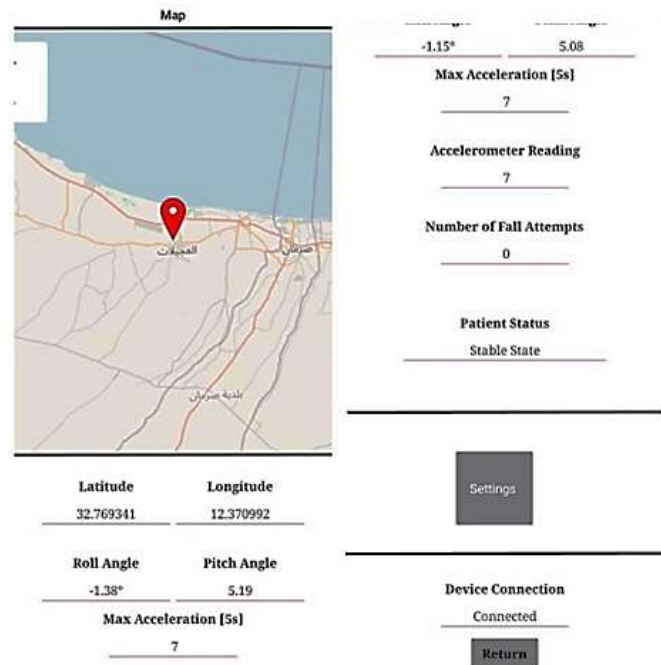 Map
العجيلات
صرمان
بلدية صرمان
Latitude Longitude
32.769341 12.370992
Roll Angle Pitch Angle
-1.38° 5.19
Max Acceleration [5s]
7
-1.15° 5.08
Max Acceleration [5s]
7
Accelerometer Reading
7
Number of Fall Attempts
0
Patient Status
Stable State
Settings
Device Connection
Connected
Return